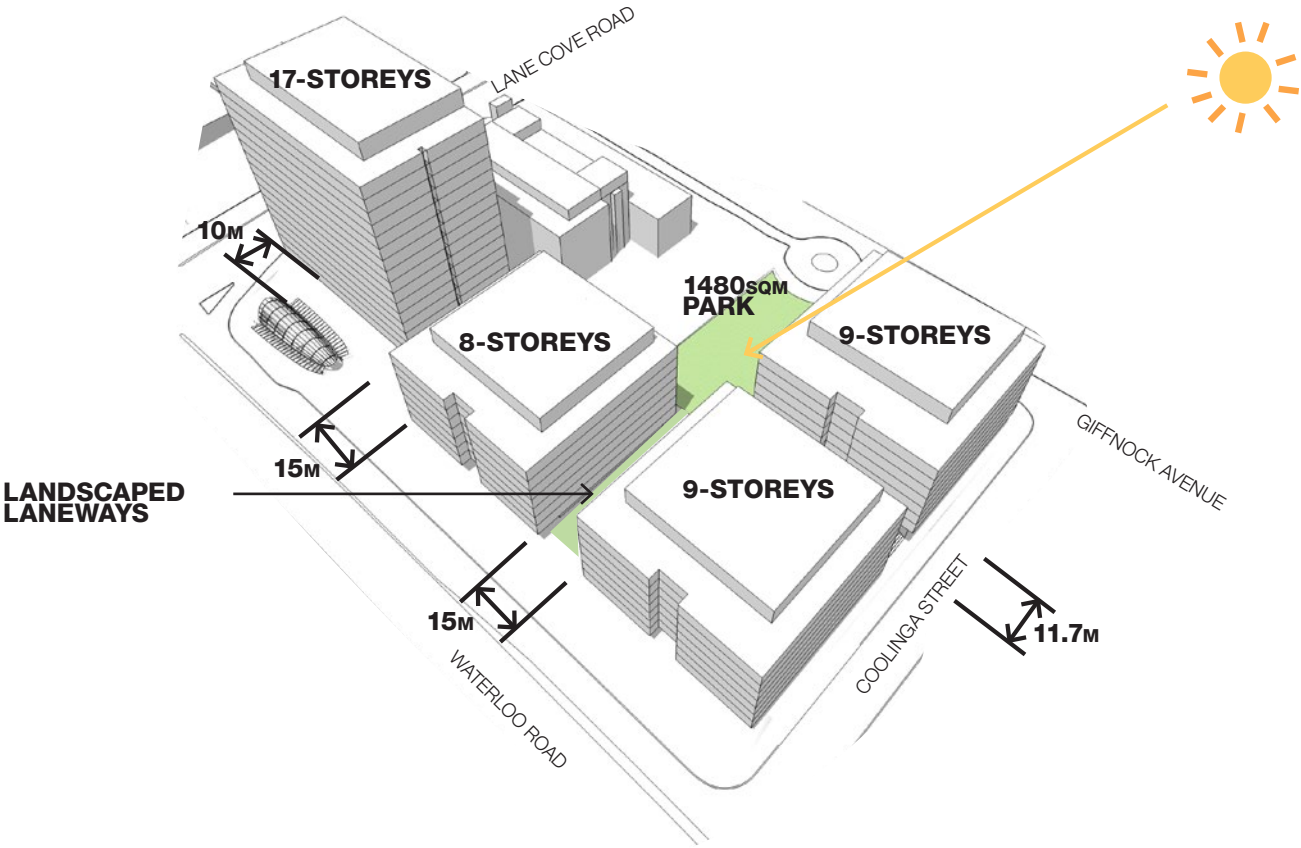 LANE COVE ROAD
17-STOREYS
10M
1480SQM
PARK
8-STOREYS
9-STOREYS
GIFFNOCK AVENUE
15M
LANDSCAPED
LANEWAYS
9-STOREYS
15M
COOLINGA STREET
11.7M
WATERLOO ROAD